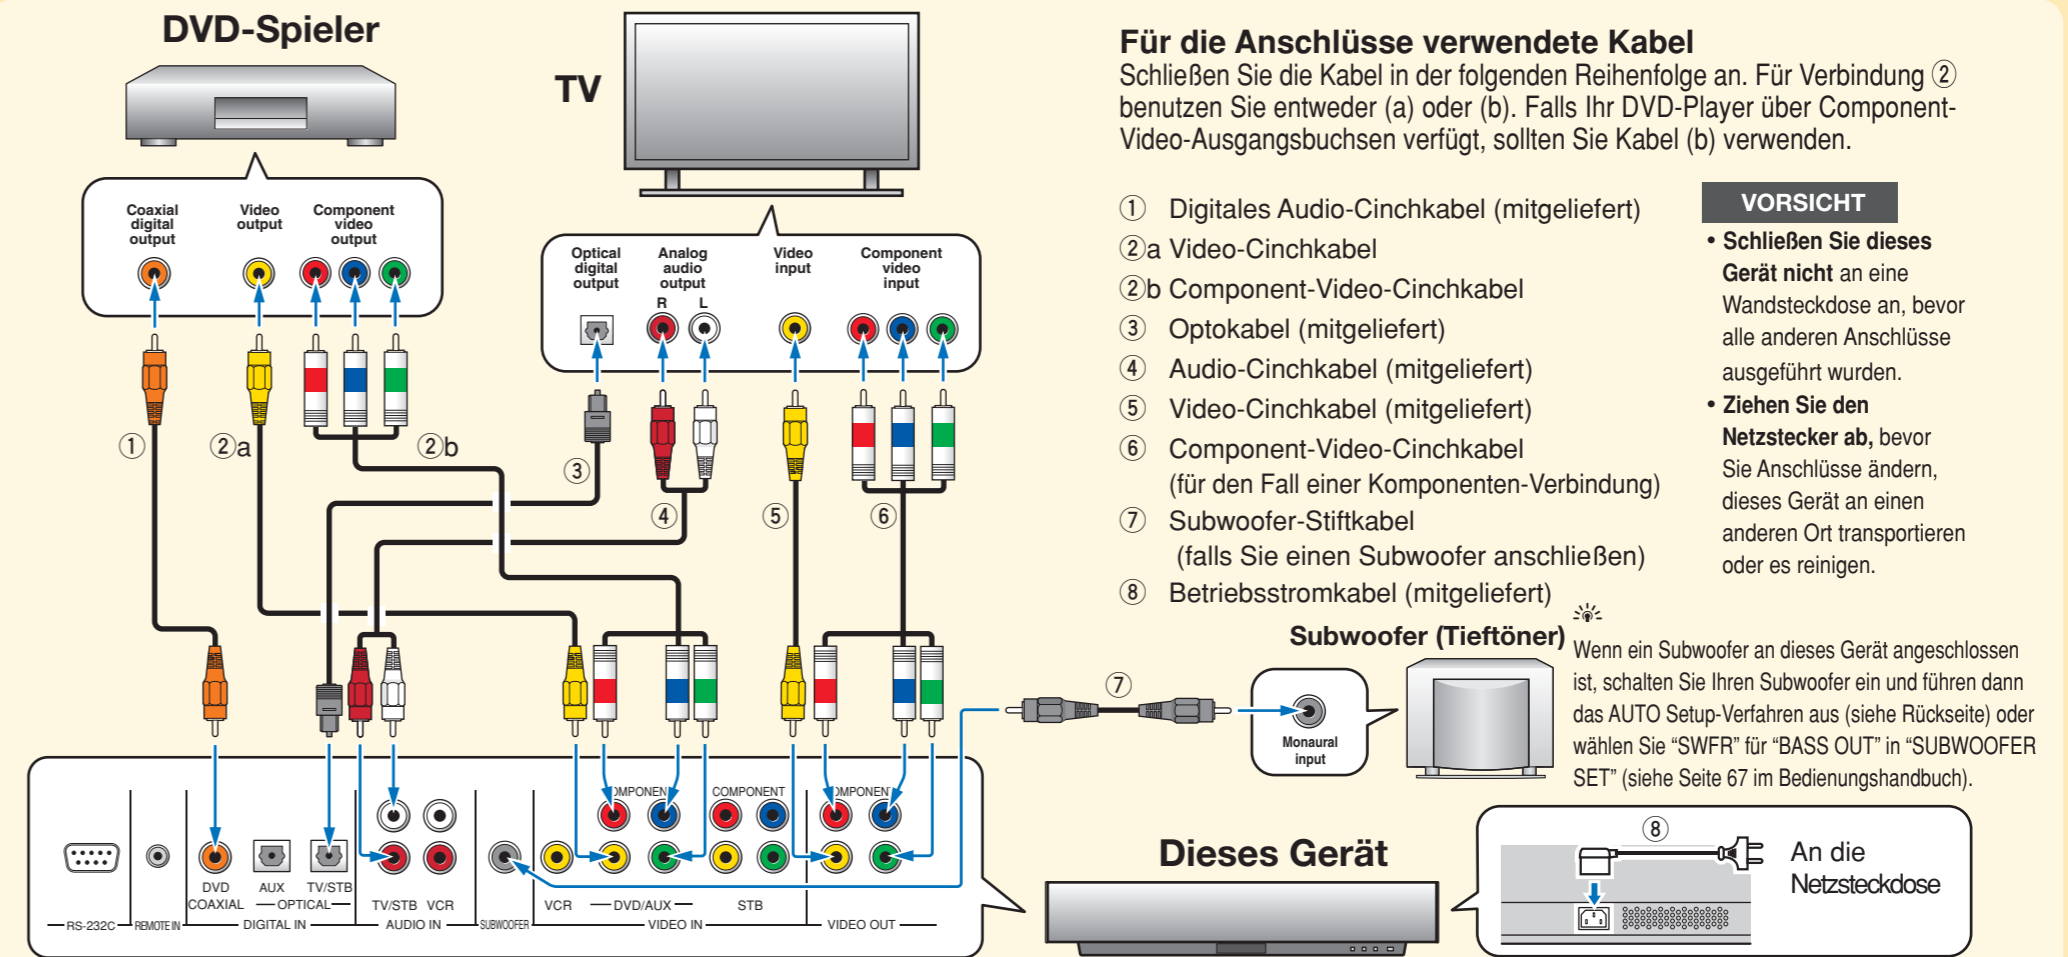 DVD-Spieler
TV
Coaxial
digital
output
Video
output
Component
video
output
Optical
digital
output
Analog
audio
output
R L
Video
input
Component
video
input
①
②a
②b
③
④
⑤
⑥
Für die Anschlüsse verwendete Kabel
Schließen Sie die Kabel in der folgenden Reihenfolge an. Für Verbindung ②
benutzen Sie entweder (a) oder (b). Falls Ihr DVD-Player über Component-
Video-Ausgangsbuchsen verfügt, sollten Sie Kabel (b) verwenden.
① Digitales Audio-Cinchkabel (mitgeliefert)
②a Video-Cinchkabel
②b Component-Video-Cinchkabel
③ Optokabel (mitgeliefert)
④ Audio-Cinchkabel (mitgeliefert)
⑤ Video-Cinchkabel (mitgeliefert)
⑥ Component-Video-Cinchkabel
(für den Fall einer Komponenten-Verbindung)
⑦ Subwoofer-Stiftkabel
(falls Sie einen Subwoofer anschließen)
⑧ Betriebsstromkabel (mitgeliefert)
VORSICHT
• Schließen Sie dieses
Gerät nicht an eine
Wandsteckdose an, bevor
alle anderen Anschlüsse
ausgeführt wurden.
• Ziehen Sie den
Netzstecker ab, bevor
Sie Anschlüsse ändern,
dieses Gerät an einen
anderen Ort transportieren
oder es reinigen.
Subwoofer (Tieftöner)
⑦
Monaural
input
Wenn ein Subwoofer an dieses Gerät angeschlossen
ist, schalten Sie Ihren Subwoofer ein und führen dann
das AUTO Setup-Verfahren aus (siehe Rückseite) oder
wählen Sie “SWFR” für “BASS OUT” in “SUBWOOFER
SET” (siehe Seite 67 im Bedienungshandbuch).
COMPONENT
COMPONENT
COMPONENT
DVD
COAXIAL
AUX
TV/STB
OPTICAL
TV/STB VCR
VCR
DVD/AUX
STB
RS-232C
REMOTE IN
DIGITAL IN
AUDIO IN
SUBWOOFER
VIDEO IN
VIDEO OUT
Dieses Gerät
⑧
An die
Netzsteckdose